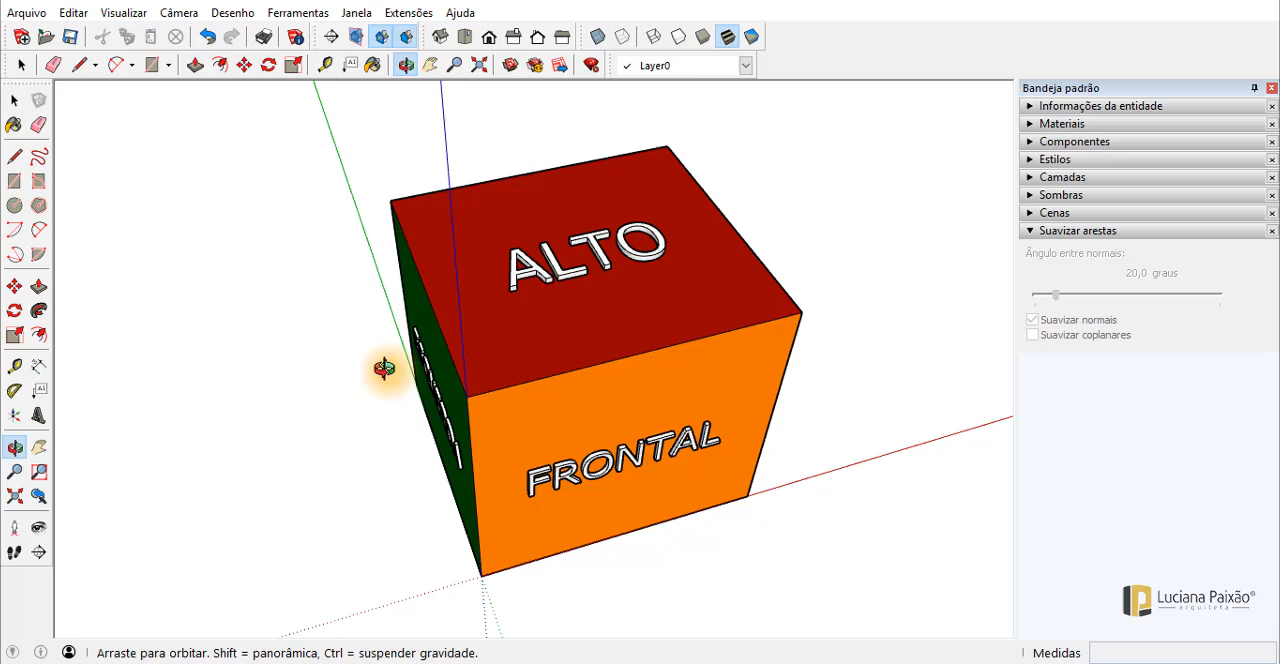 Arquivo Editar Visualizar Câmera Desenho Ferramentas Janela Extensões Ajuda
Layer0
Bandeja padrão
Informações da entidade
Materiais
Componentes
Estilos
Camadas
Sombras
Cenas
Suavizar arestas
Ângulo entre normais:
20,0 graus
Suavizar normais
Suavizar coplanares
ALTO
FRONTAL
Luciana Paixão®
arquiteta
Arraste para orbitar. Shift = panorâmica, Ctrl = suspender gravidade.
Medidas